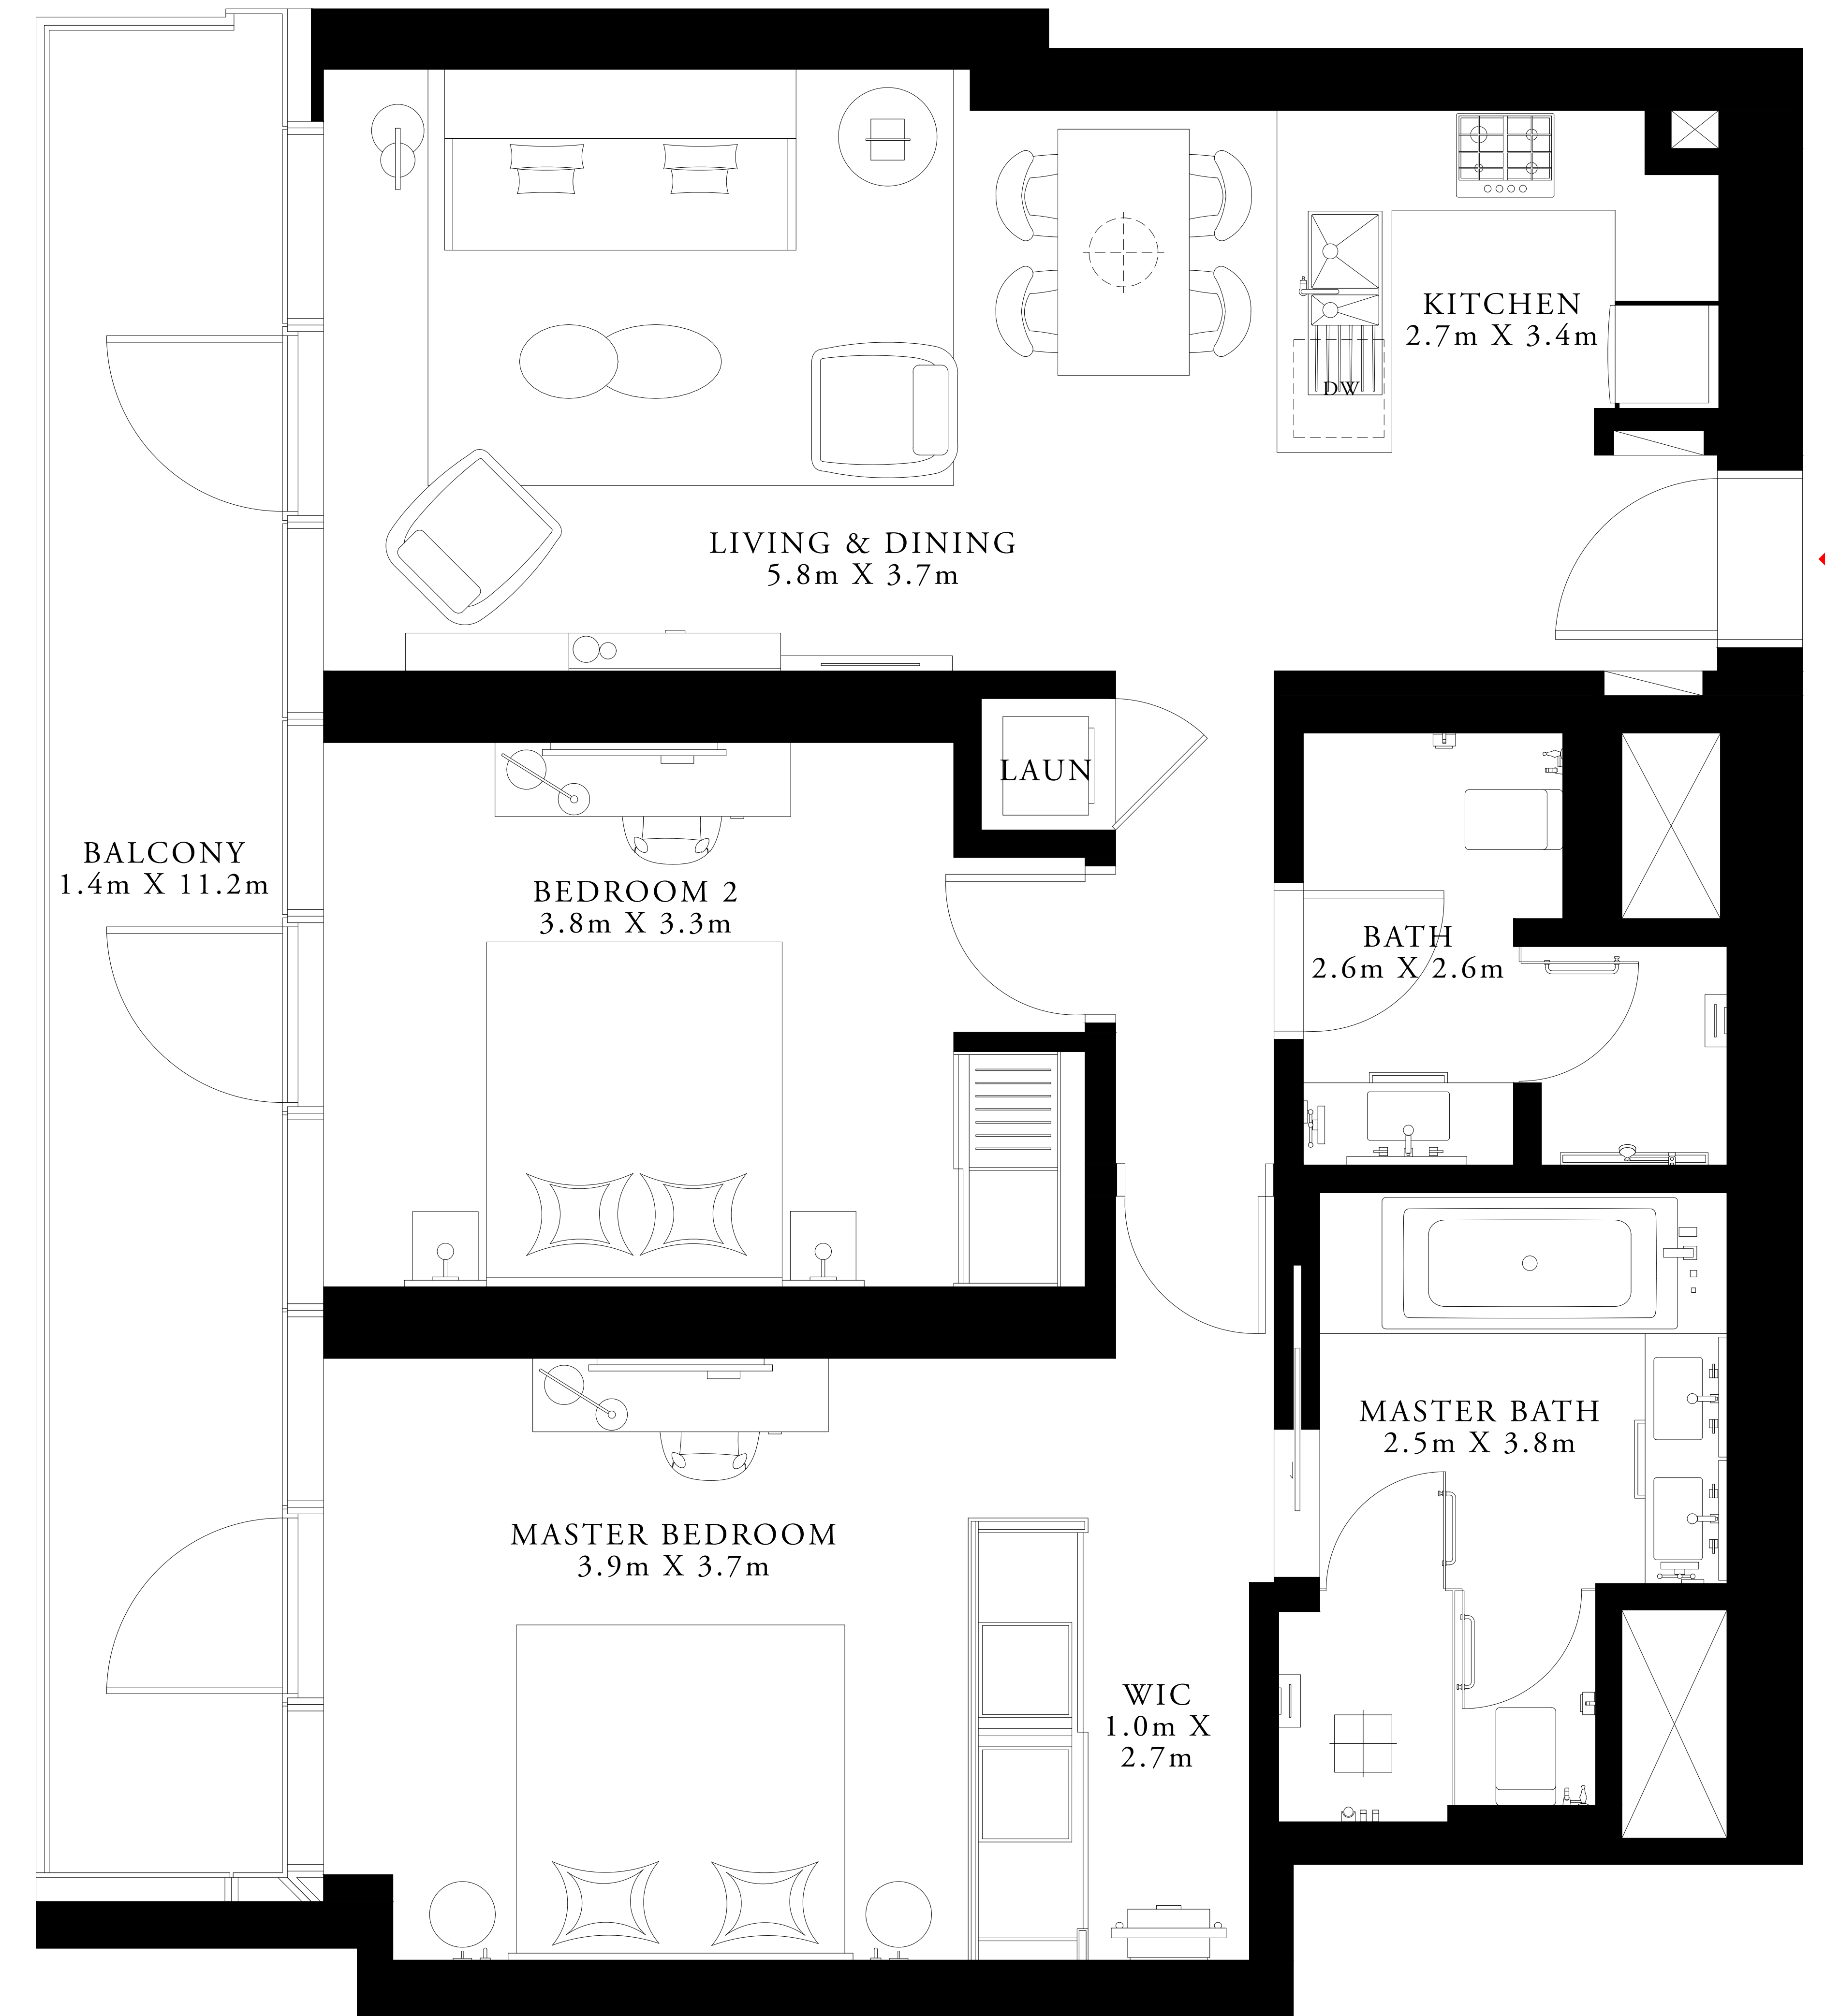 KITCHEN
2.7m X 3.4m
DW
LIVING & DINING
5.8m X 3.7m
LAUN
BALCONY
1.4m X 11.2m
BEDROOM 2
3.8m X 3.3m
BATH
2.6m X 2.6m
MASTER BATH
2.5m X 3.8m
MASTER BEDROOM
3.9m X 3.7m
WIC
1.0m X
2.7m